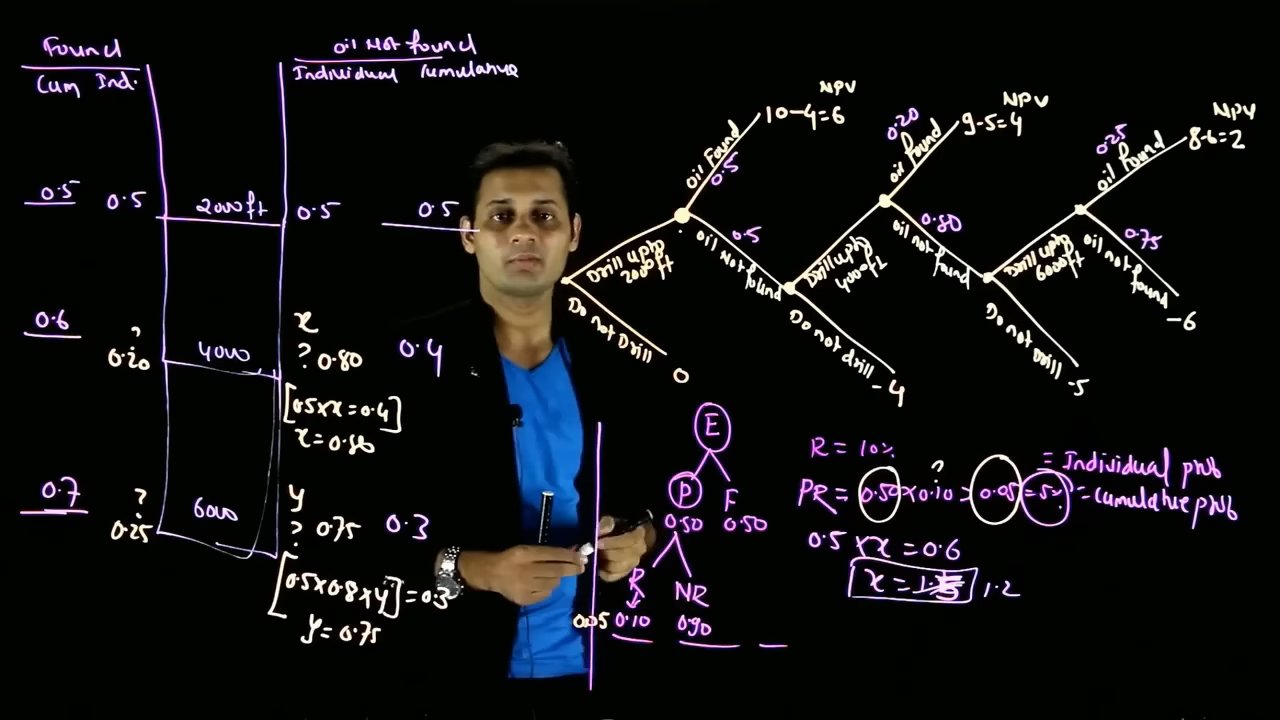 Found
Cum Ind.
Oil Not found
Individual Cumulative
0.5 0.5 2000ft 0.5 0.5
0.6 ? 0.20 4000 x ? 0.80 0.4
[0.5 x x = 0.4]
x = 0.80
0.7 ? 0.25 6000 y ? 0.75 0.3
[0.5 x 0.8 x y] = 0.3
y = 0.75
Drill upto 2000ft
Do not Drill
0
Oil Found
0.5
NPV
10-4=6
Oil Not found
0.5
Drill upto 4000ft
Do not drill -4
0.20
oil found
NPV
9-5=4
0.80
oil not found
Drill upto 6000ft
Do not Drill -5
0.25
oil found
NPV
8-6=2
0.75
oil not found
-6
E
P F
0.50 0.50
R NR
0.05 0.10 0.90
R = 10%
PR = 0.50 x 0.10 = 0.05 = 5%
?
= Individual prob
= Cumulative prob
0.5 x x = 0.6
x = 1.2